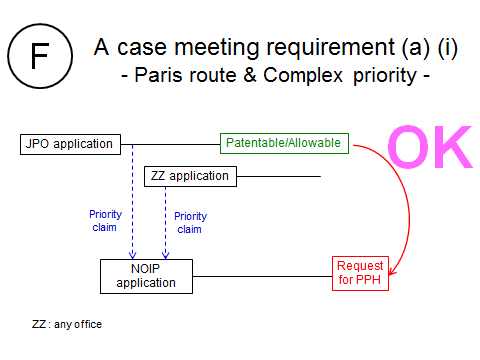 F
A case meeting requirement (a) (i)
- Paris route & Complex priority -
OK
JPO application
Patentable/Allowable
ZZ application
Priority
claim
Priority
claim
NOIP
application
Request
for PPH
ZZ : any office